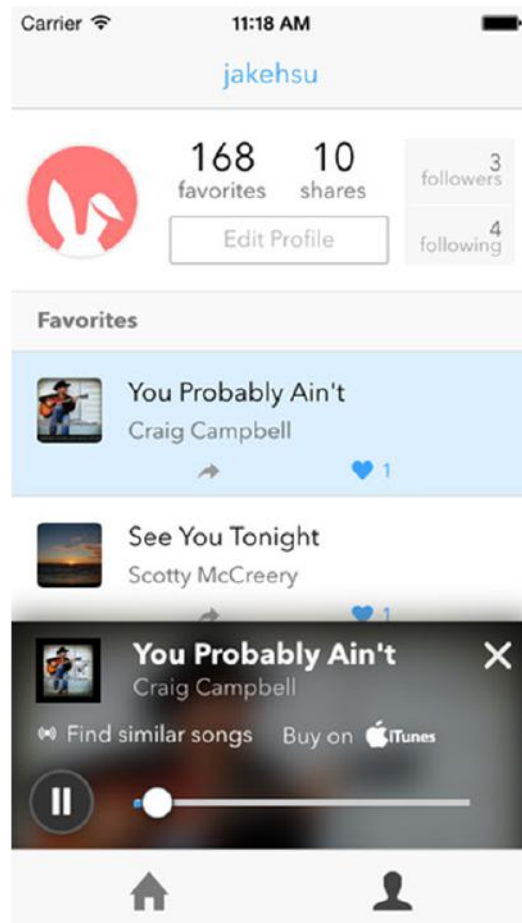 Carrier 11:18 AM
jakehsu
168 10 3
favorites shares followers
Edit Profile 4
following
Favorites
You Probably Ain't
Craig Campbell
1
See You Tonight
Scotty McCreery
1
You Probably Ain't
Craig Campbell
Find similar songs Buy on iTunes